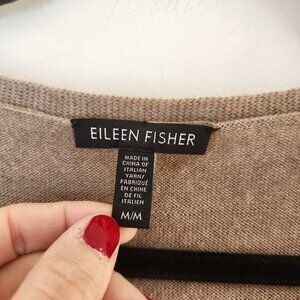 EILEEN FISHER
MADE IN
CHINA OF
ITALIAN
YARN/
FABRIQUÉ
EN CHINE
DE FIL
ITALIEN
M/M